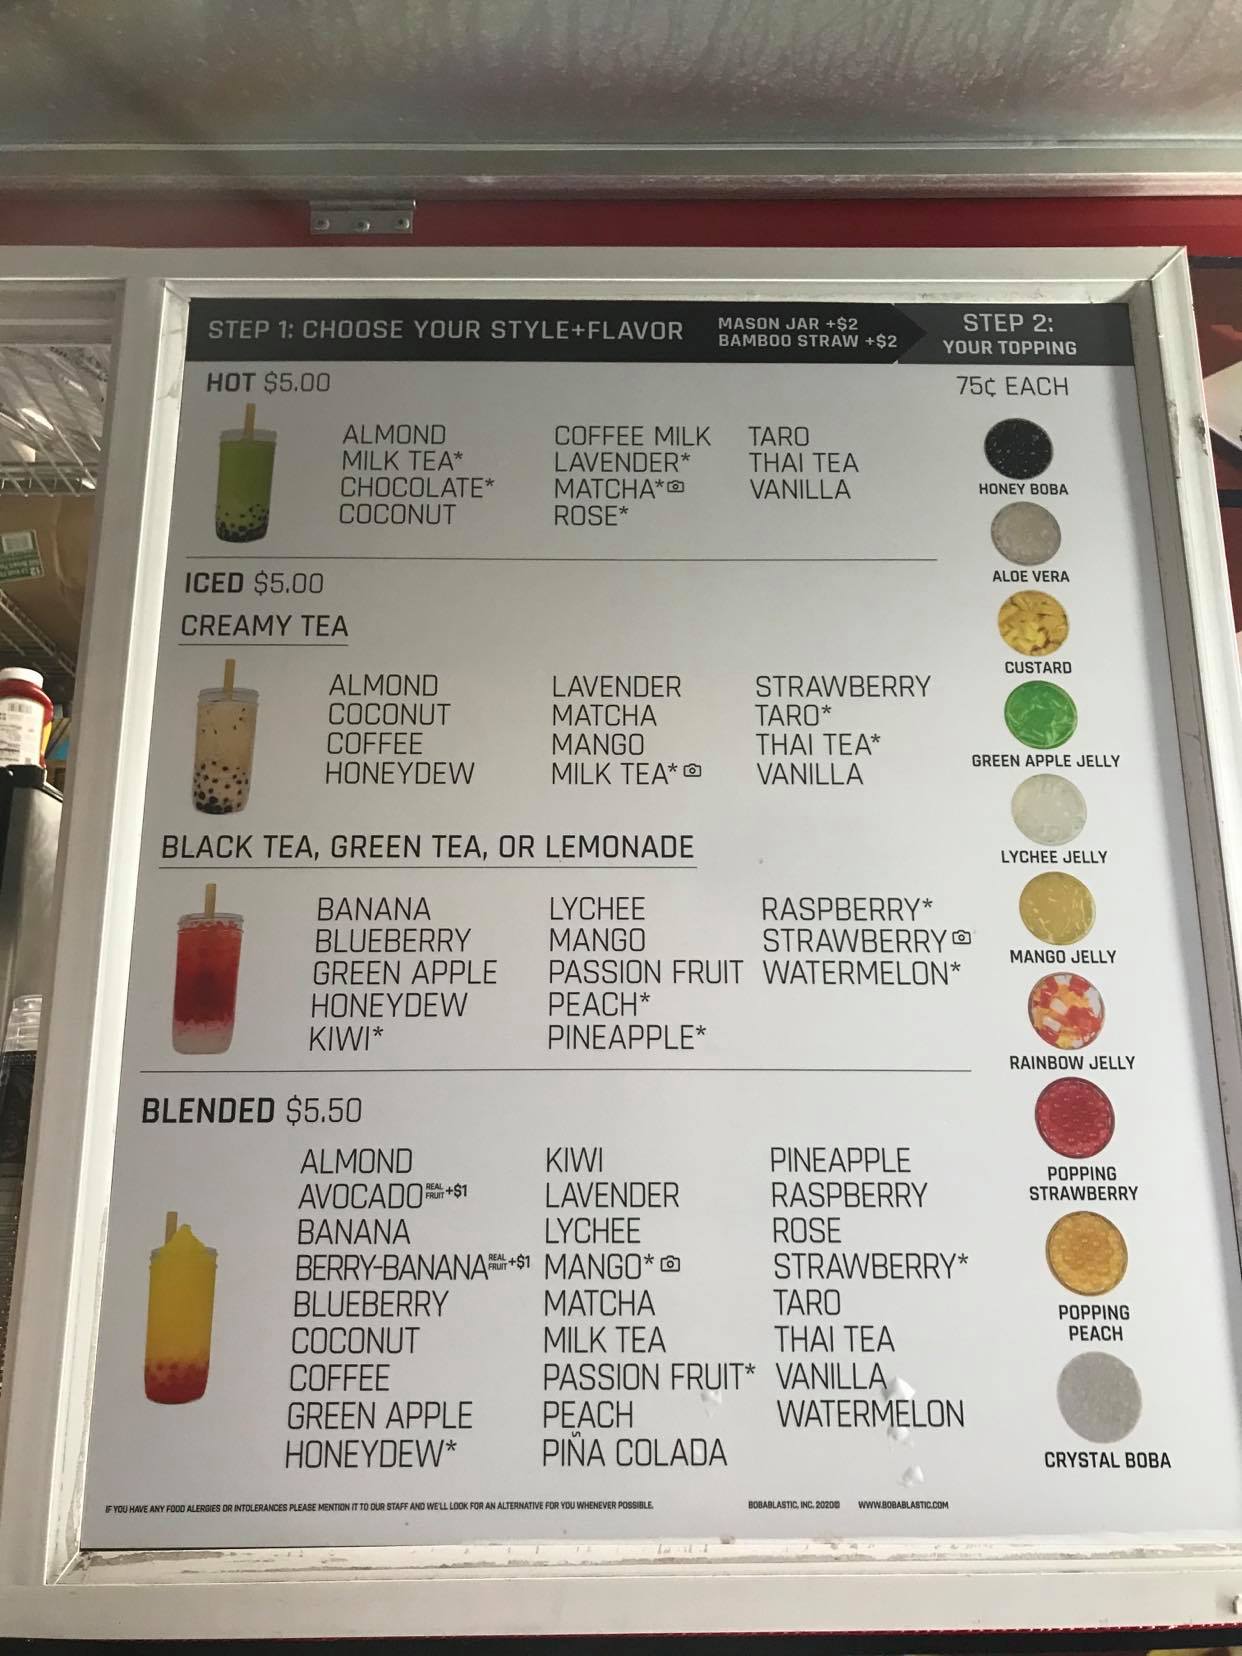 STEP 1: CHOOSE YOUR STYLE+FLAVOR
MASON JAR +$2
BAMBOO STRAW +$2
STEP 2:
YOUR TOPPING
HOT $5.00
ALMOND
MILK TEA*
CHOCOLATE*
COCONUT
COFFEE MILK
LAVENDER*
MATCHA*
ROSE*
TARO
THAI TEA
VANILLA
ICED $5.00
CREAMY TEA
ALMOND
COCONUT
COFFEE
HONEYDEW
LAVENDER
MATCHA
MANGO
MILK TEA*
STRAWBERRY
TARO*
THAI TEA*
VANILLA
BLACK TEA, GREEN TEA, OR LEMONADE
BANANA
BLUEBERRY
GREEN APPLE
HONEYDEW
KIWI*
LYCHEE
MANGO
PASSION FRUIT
PEACH*
PINEAPPLE*
RASPBERRY*
STRAWBERRY
WATERMELON*
BLENDED $5.50
ALMOND
AVOCADO REAL FRUIT +$1
BANANA
BERRY-BANANA REAL FRUIT +$1
BLUEBERRY
COCONUT
COFFEE
GREEN APPLE
HONEYDEW*
KIWI
LAVENDER
LYCHEE
MANGO*
MATCHA
MILK TEA
PASSION FRUIT*
PEACH
PIÑA COLADA
PINEAPPLE
RASPBERRY
ROSE
STRAWBERRY*
TARO
THAI TEA
VANILLA
WATERMELON
75¢ EACH
HONEY BOBA
ALOE VERA
CUSTARD
GREEN APPLE JELLY
LYCHEE JELLY
MANGO JELLY
RAINBOW JELLY
POPPING
STRAWBERRY
POPPING
PEACH
CRYSTAL BOBA
IF YOU HAVE ANY FOOD ALERGIES OR INTOLERANCES PLEASE MENTION IT TO OUR STAFF AND WE'LL LOOK FOR AN ALTERNATIVE FOR YOU WHENEVER POSSIBLE.
BOBABLASTIC, INC. 2020©
WWW.BOBABLASTIC.COM